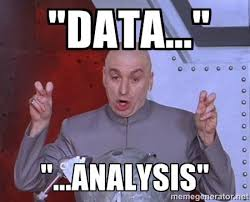 "DATA..."
"...ANALYSIS"
memegenerator.net